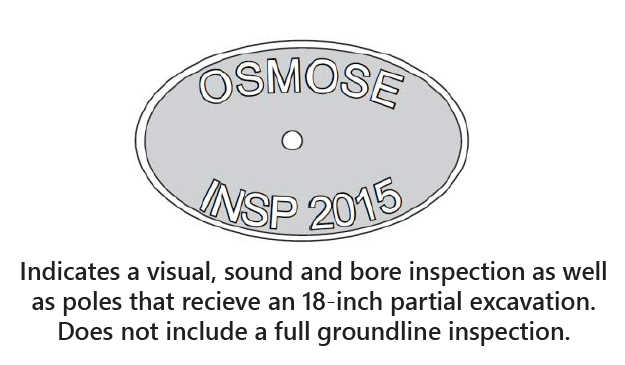 OSMOSE
INSP 2015
Indicates a visual, sound and bore inspection as well
as poles that recieve an 18-inch partial excavation.
Does not include a full groundline inspection.